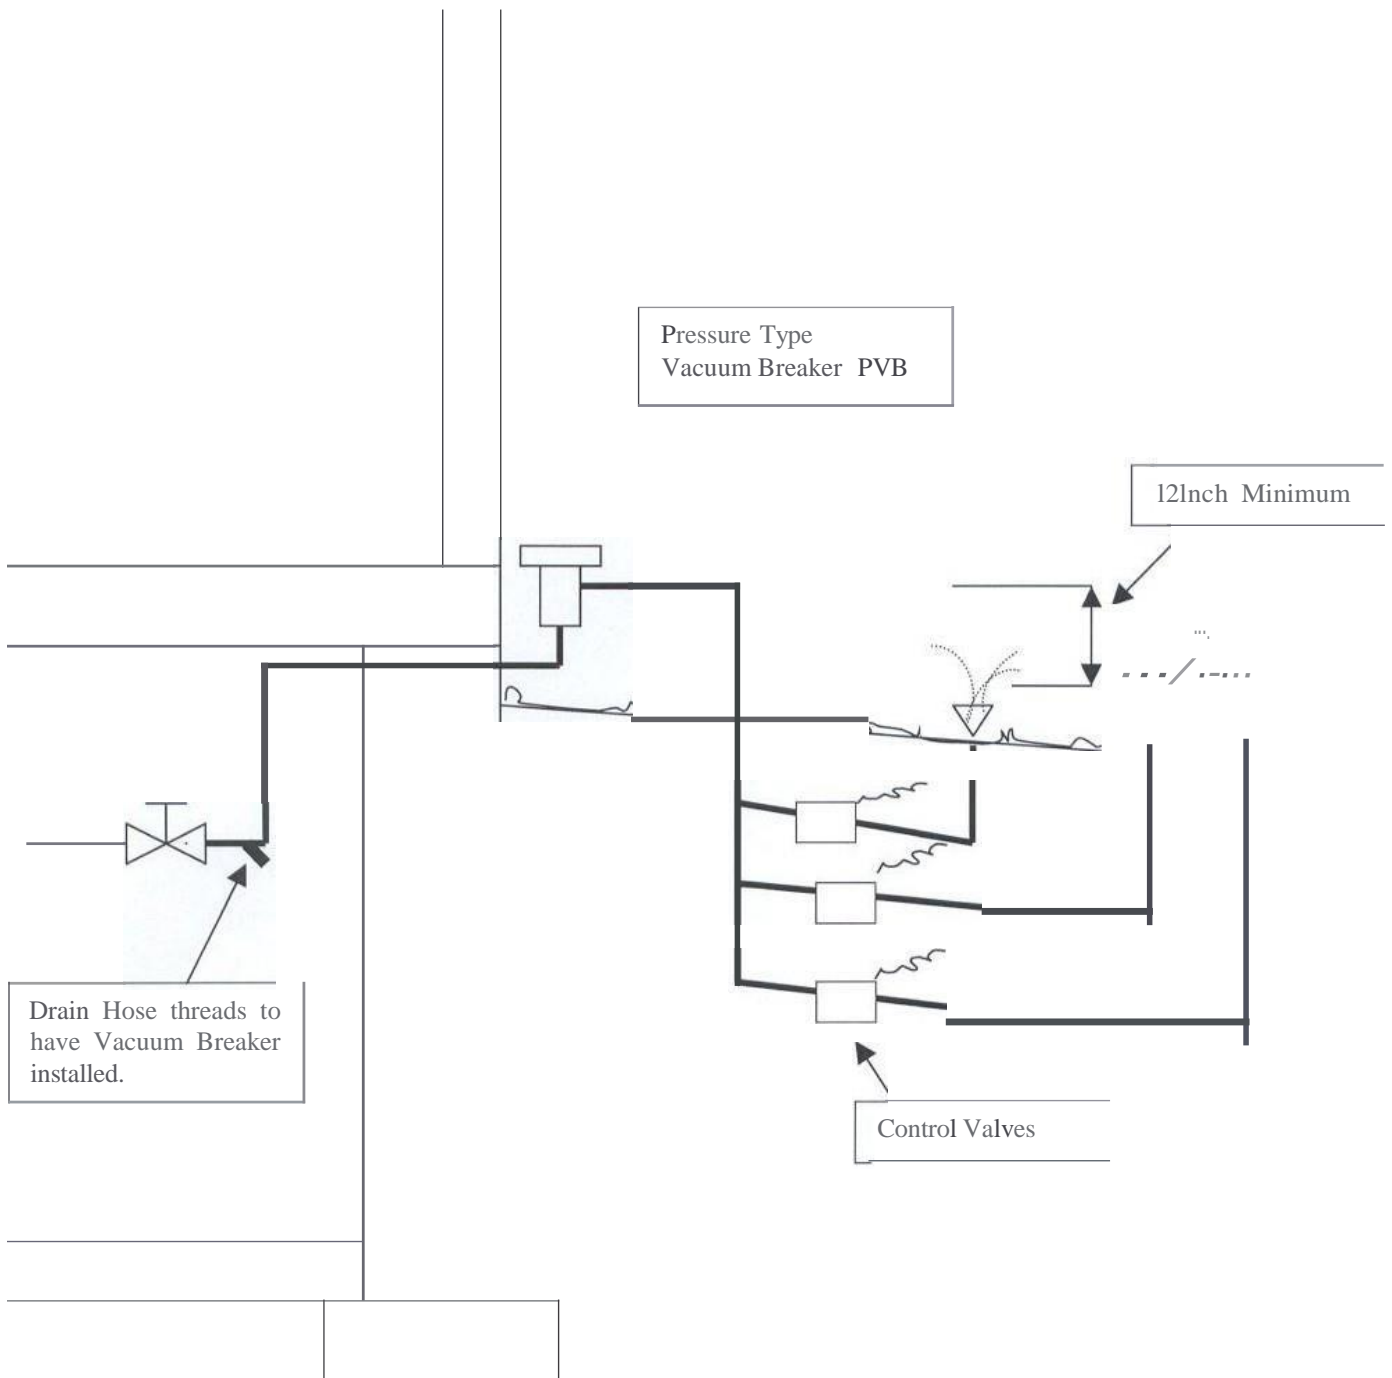 Pressure Type
Vacuum Breaker PVB
12Inch Minimum
Drain Hose threads to
have Vacuum Breaker
installed.
Control Valves